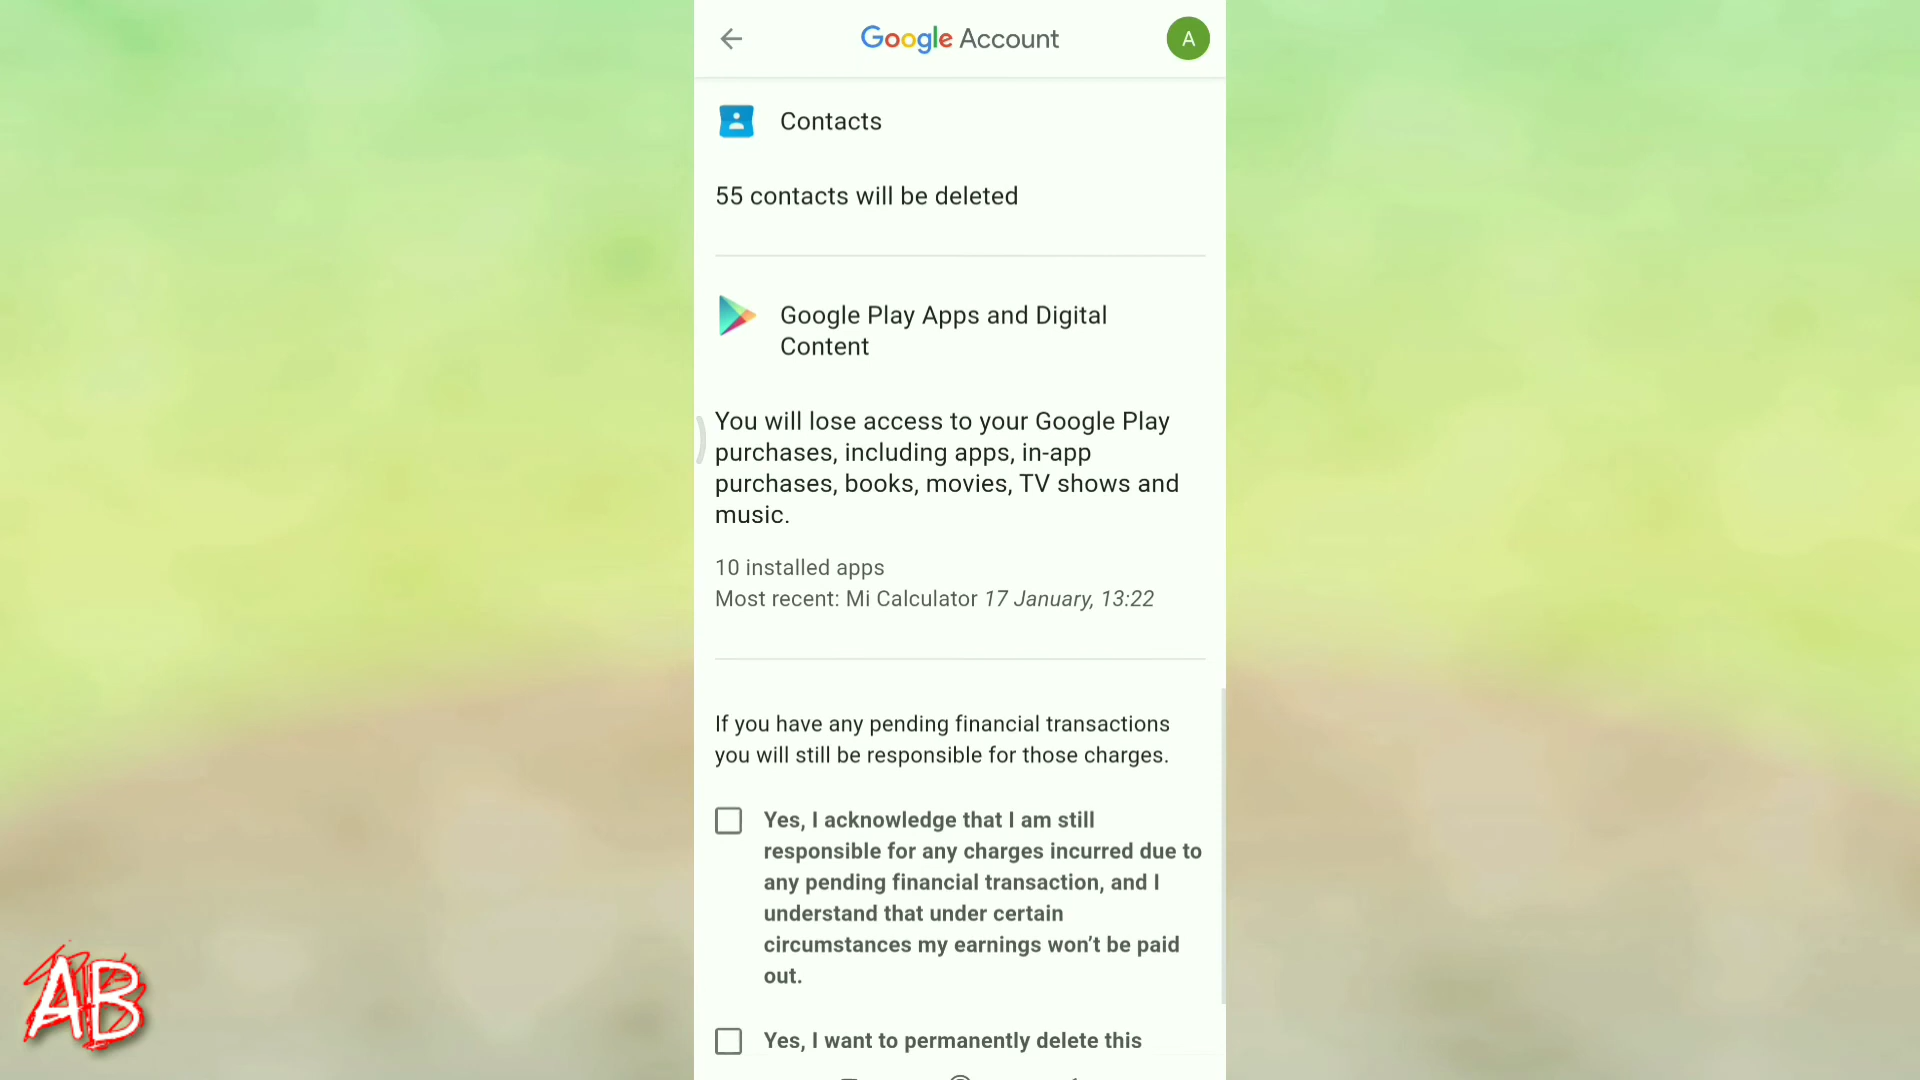 Google Account
A
Contacts
55 contacts will be deleted
Google Play Apps and Digital
Content
You will lose access to your Google Play
purchases, including apps, in-app
purchases, books, movies, TV shows and
music.
10 installed apps
Most recent: Mi Calculator 17 January, 13:22
If you have any pending financial transactions
you will still be responsible for those charges.
Yes, I acknowledge that I am still
responsible for any charges incurred due to
any pending financial transaction, and I
understand that under certain
circumstances my earnings won’t be paid
out.
Yes, I want to permanently delete this
AB